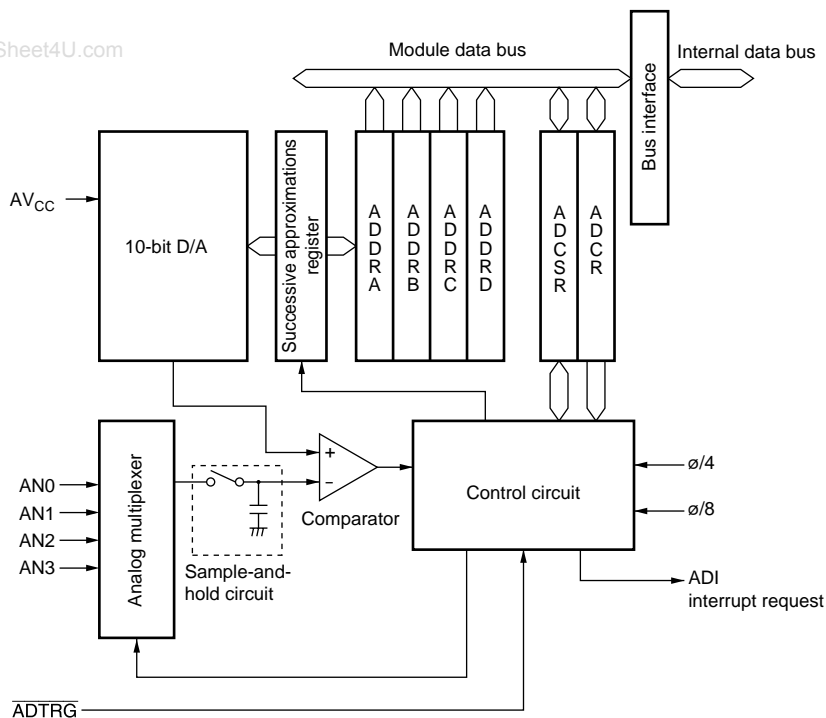 Sheet4U.com
Module data bus
Internal data bus
Bus interface
AVCC
10-bit D/A
Successive approximations
register
ADDRA
ADDRB
ADDRC
ADDRD
ADCSR
ADCR
AN0
AN1
AN2
AN3
Analog multiplexer
+
−
Comparator
Sample-and-
hold circuit
Control circuit
ø/4
ø/8
ADI
interrupt request
ADTRG